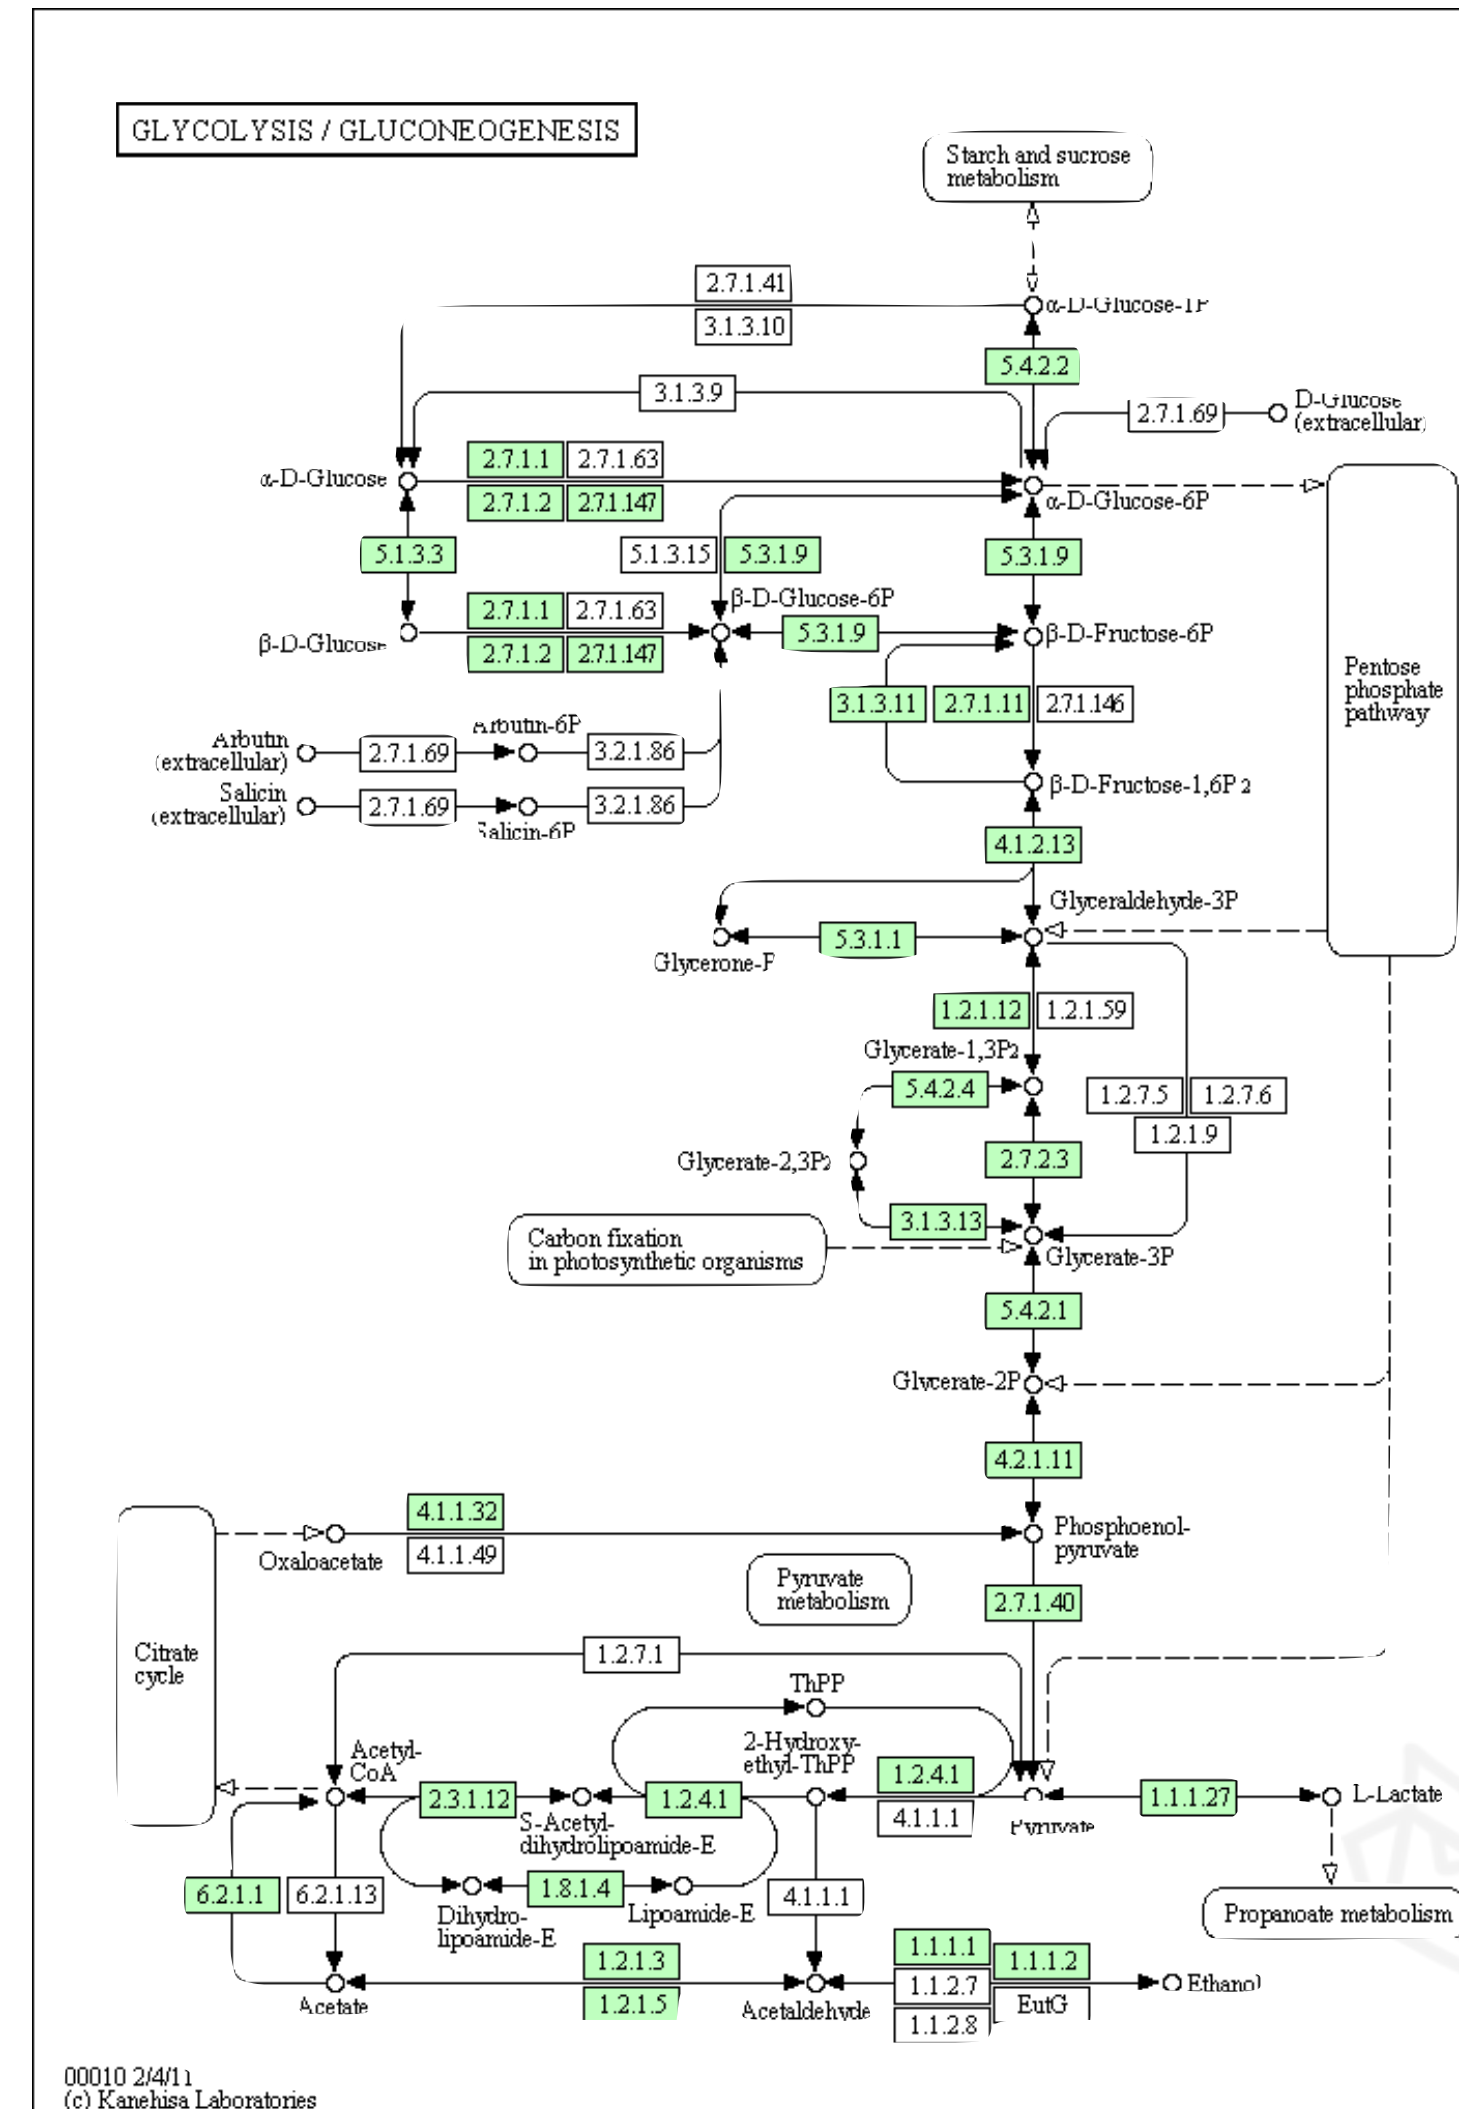 GLYCOLYSIS / GLUCONEOGENESIS
Starch and sucrose
metabolism
2.7.1.41
α-D-Glucose-1P
3.1.3.10
5.4.2.2
3.1.3.9
D-Glucose
(extracellular)
2.7.1.69
2.7.1.1
2.7.1.63
α-D-Glucose
2.7.1.2
2.7.1.147
α-D-Glucose-6P
5.1.3.3
5.1.3.15
5.3.1.9
5.3.1.9
β-D-Glucose-6P
2.7.1.1
2.7.1.63
β-D-Glucose
5.3.1.9
β-D-Fructose-6P
2.7.1.2
2.7.1.147
Pentose
phosphate
pathway
3.1.3.11
2.7.1.11
2.7.1.146
Arbutin
(extracellular)
2.7.1.69
Arbutin-6P
3.2.1.86
β-D-Fructose-1,6P2
Salicin
(extracellular)
2.7.1.69
Salicin-6P
3.2.1.86
4.1.2.13
Glyceraldehyde-3P
5.3.1.1
Glycerone-P
1.2.1.12
1.2.1.59
Glycerate-1,3P2
5.4.2.4
1.2.7.5
1.2.7.6
1.2.1.9
Glycerate-2,3P2
2.7.2.3
3.1.3.13
Carbon fixation
in photosynthetic organisms
Glycerate-3P
5.4.2.1
Glycerate-2P
4.2.1.11
4.1.1.32
Oxaloacetate
4.1.1.49
Phosphoenol-
pyruvate
Pyruvate
metabolism
2.7.1.40
Citrate
cycle
1.2.7.1
ThPP
Acetyl-
CoA
2-Hydroxy-
ethyl-ThPP
1.2.4.1
2.3.1.12
1.2.4.1
1.1.1.27
L-Lactate
S-Acetyl-
dihydrolipoamide-E
4.1.1.1
Pyruvate
6.2.1.1
6.2.1.13
1.8.1.4
4.1.1.1
Dihydro-
lipoamide-E
Lipoamide-E
Propanoate metabolism
1.2.1.3
1.1.1.1
1.1.1.2
Acetate
1.2.1.5
Acetaldehyde
1.1.2.7
EutG
Ethanol
1.1.2.8
00010 2/4/11
(c) Kanehisa Laboratories